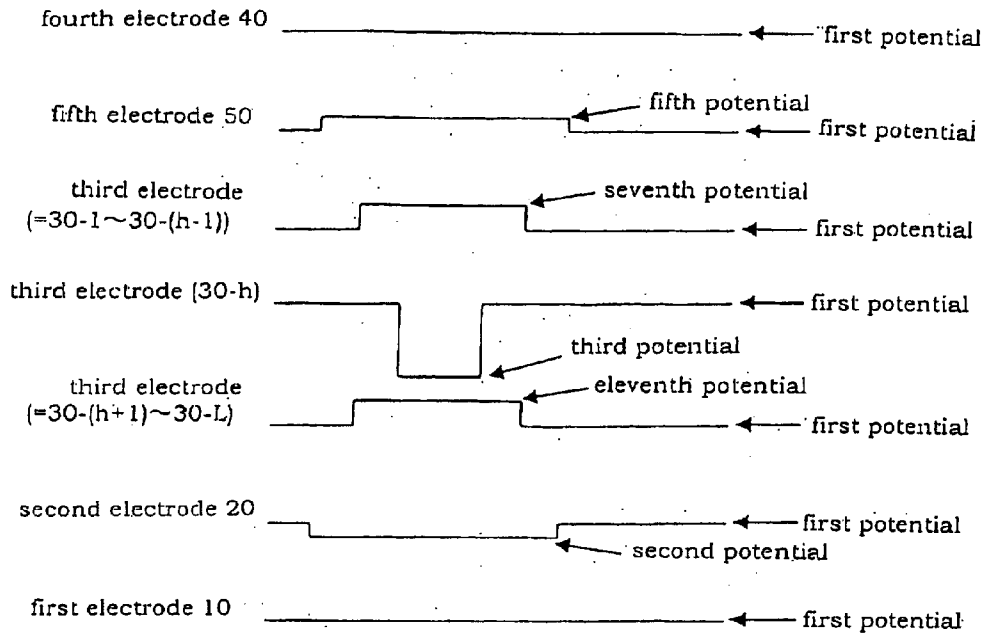 fourth electrode 40
first potential
fifth electrode 50
fifth potential
first potential
third electrode
(=30-1～30-(h-1))
seventh potential
first potential
third electrode (30-h)
first potential
third potential
third electrode
(=30-(h+1)～30-L)
eleventh potential
first potential
second electrode 20
first potential
second potential
first electrode 10
first potential